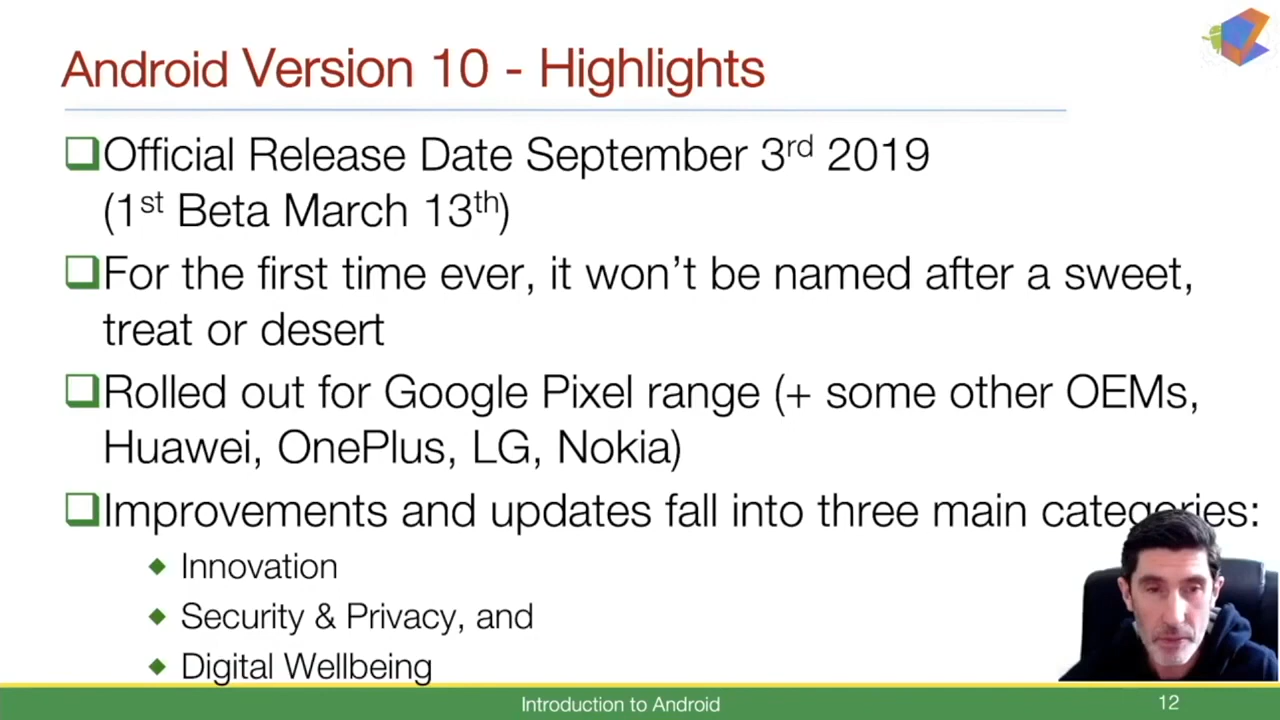 Android Version 10 - Highlights
Official Release Date September 3rd 2019
(1st Beta March 13th)
For the first time ever, it won't be named after a sweet,
treat or desert
Rolled out for Google Pixel range (+ some other OEMs,
Huawei, OnePlus, LG, Nokia)
Improvements and updates fall into three main categories:
Innovation
Security & Privacy, and
Digital Wellbeing
Introduction to Android
12